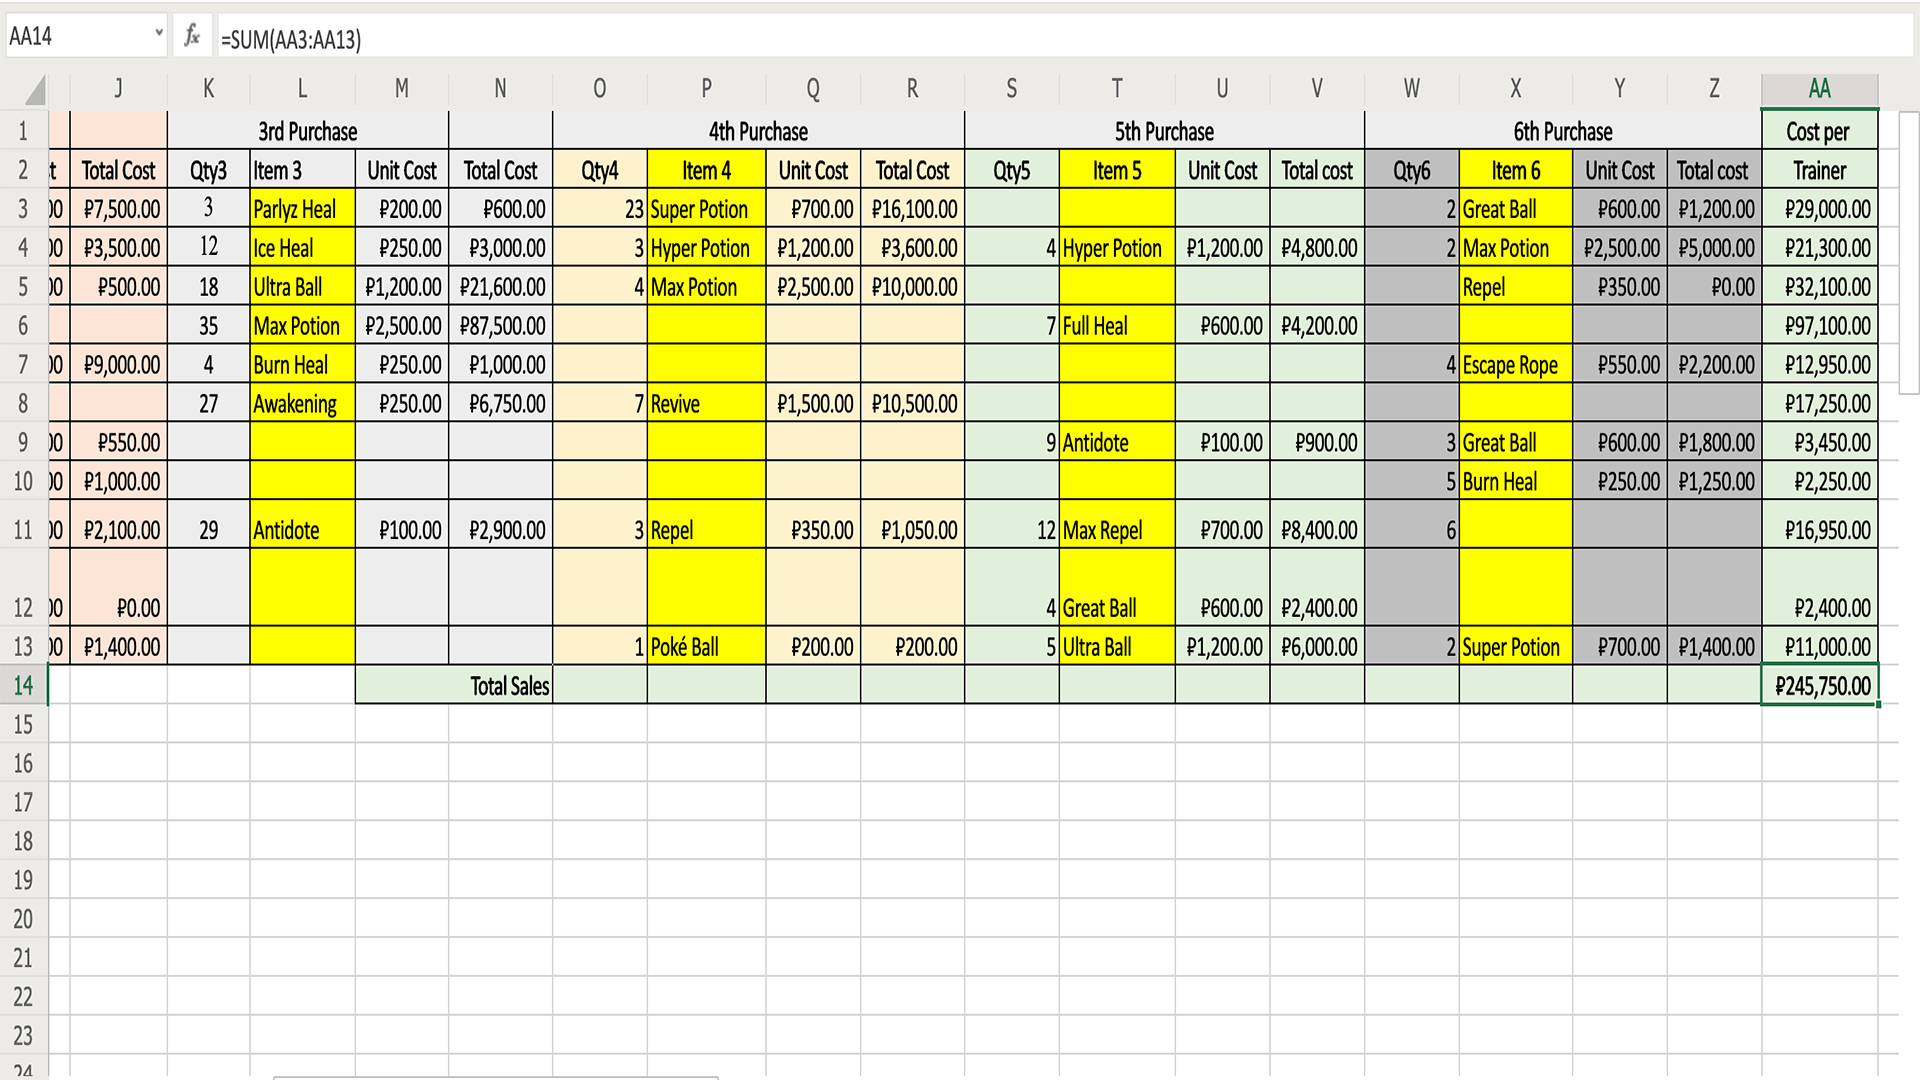 AA14 fx =SUM(AA3:AA13)
J K L M N O P Q R S T U V W X Y Z AA
1 3rd Purchase 4th Purchase 5th Purchase 6th Purchase Cost per
2 t Total Cost Qty3 Item 3 Unit Cost Total Cost Qty4 Item 4 Unit Cost Total Cost Qty5 Item 5 Unit Cost Total cost Qty6 Item 6 Unit Cost Total cost Trainer
3 00 ₽7,500.00 3 Parlyz Heal ₽200.00 ₽600.00 23 Super Potion ₽700.00 ₽16,100.00 2 Great Ball ₽600.00 ₽1,200.00 ₽29,000.00
4 00 ₽3,500.00 12 Ice Heal ₽250.00 ₽3,000.00 3 Hyper Potion ₽1,200.00 ₽3,600.00 4 Hyper Potion ₽1,200.00 ₽4,800.00 2 Max Potion ₽2,500.00 ₽5,000.00 ₽21,300.00
5 00 ₽500.00 18 Ultra Ball ₽1,200.00 ₽21,600.00 4 Max Potion ₽2,500.00 ₽10,000.00 Repel ₽350.00 ₽0.00 ₽32,100.00
6 35 Max Potion ₽2,500.00 ₽87,500.00 7 Full Heal ₽600.00 ₽4,200.00 ₽97,100.00
7 00 ₽9,000.00 4 Burn Heal ₽250.00 ₽1,000.00 4 Escape Rope ₽550.00 ₽2,200.00 ₽12,950.00
8 27 Awakening ₽250.00 ₽6,750.00 7 Revive ₽1,500.00 ₽10,500.00 ₽17,250.00
9 00 ₽550.00 9 Antidote ₽100.00 ₽900.00 3 Great Ball ₽600.00 ₽1,800.00 ₽3,450.00
10 00 ₽1,000.00 5 Burn Heal ₽250.00 ₽1,250.00 ₽2,250.00
11 00 ₽2,100.00 29 Antidote ₽100.00 ₽2,900.00 3 Repel ₽350.00 ₽1,050.00 12 Max Repel ₽700.00 ₽8,400.00 6 ₽16,950.00
12 00 ₽0.00 4 Great Ball ₽600.00 ₽2,400.00 ₽2,400.00
13 00 ₽1,400.00 1 Poké Ball ₽200.00 ₽200.00 5 Ultra Ball ₽1,200.00 ₽6,000.00 2 Super Potion ₽700.00 ₽1,400.00 ₽11,000.00
14 Total Sales ₽245,750.00
15
16
17
18
19
20
21
22
23
24